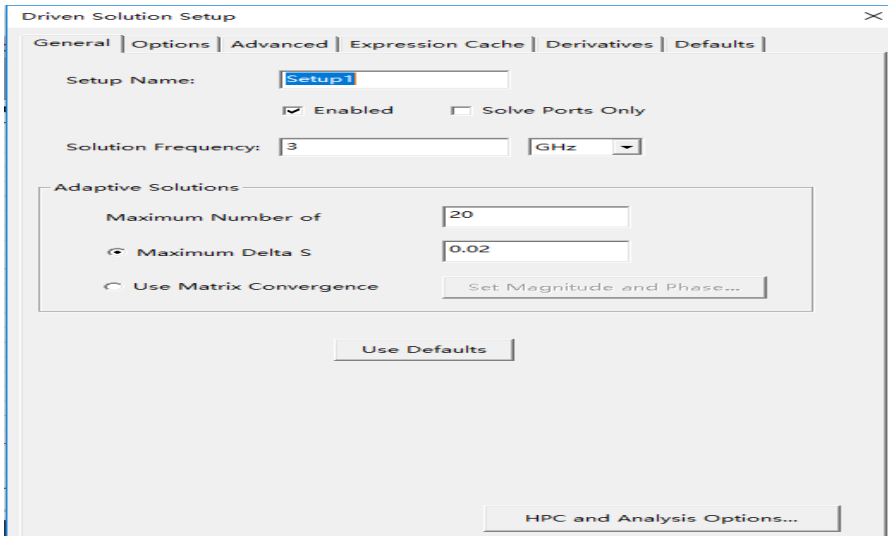 Driven Solution Setup
General Options Advanced Expression Cache Derivatives Defaults
Setup Name: Setup1
Enabled Solve Ports Only
Solution Frequency: 3 GHz
Adaptive Solutions
Maximum Number of 20
Maximum Delta S 0.02
Use Matrix Convergence Set Magnitude and Phase...
Use Defaults
HPC and Analysis Options...